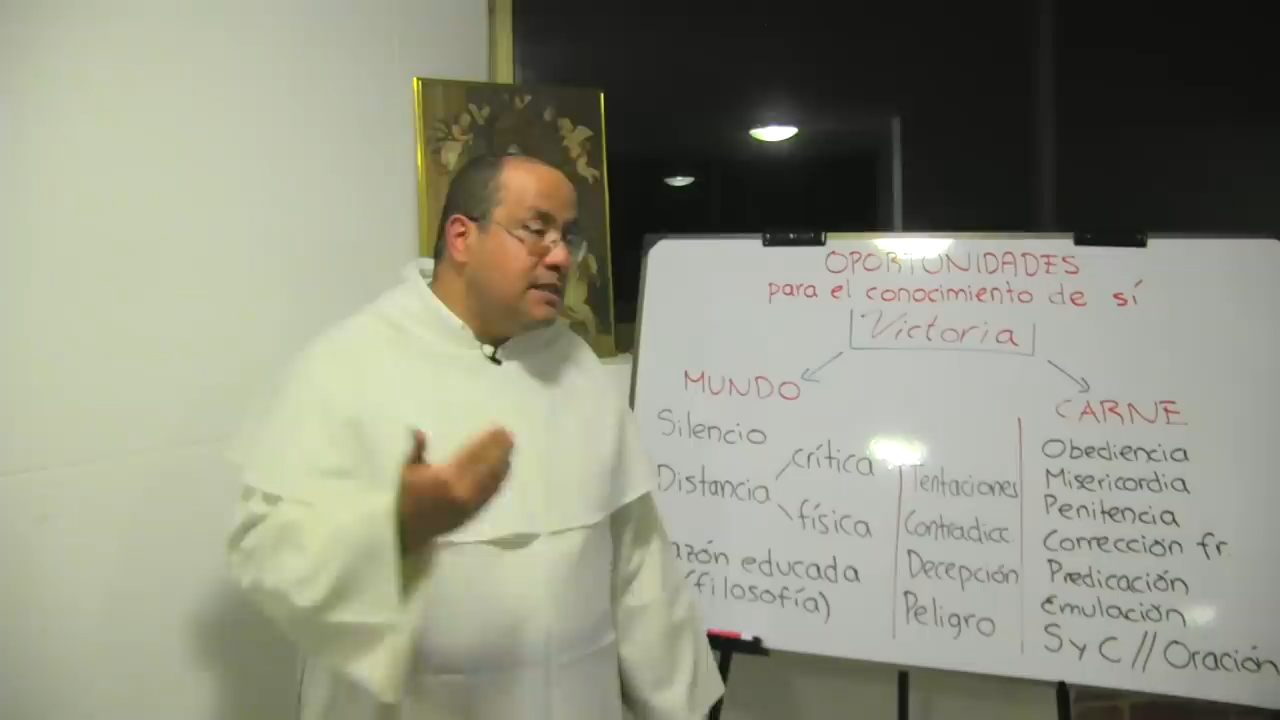 OPORTUNIDADES
para el conocimiento de sí
Victoria
MUNDO
Silencio
Distancia
crítica
física
azón educada
(filosofía)
Tentaciones
Contradicc.
Decepción
Peligro
CARNE
Obediencia
Misericordia
Penitencia
Corrección fr
Predicación
Emulación
S y C // Oración